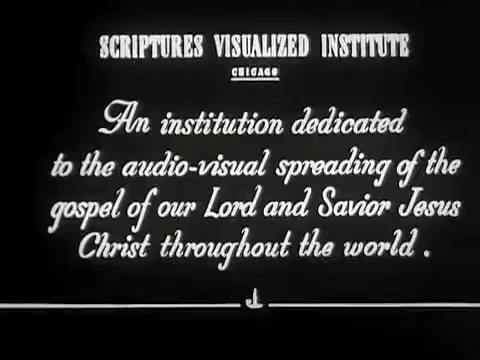 SCRIPTURES VISUALIZED INSTITUTE
CHICAGO
An institution dedicated
to the audio-visual spreading of the
gospel of our Lord and Savior Jesus
Christ throughout the world.